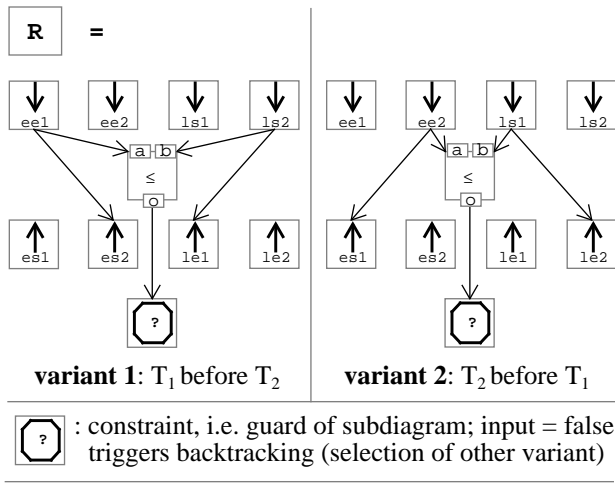 R =
ee1 ee2 ls1 ls2 ee1 ee2 ls1 ls2
a b a b
≤ ≤
o o
es1 es2 le1 le2 es1 es2 le1 le2
? ?
variant 1: T1 before T2 variant 2: T2 before T1
? : constraint, i.e. guard of subdiagram; input = false
triggers backtracking (selection of other variant)